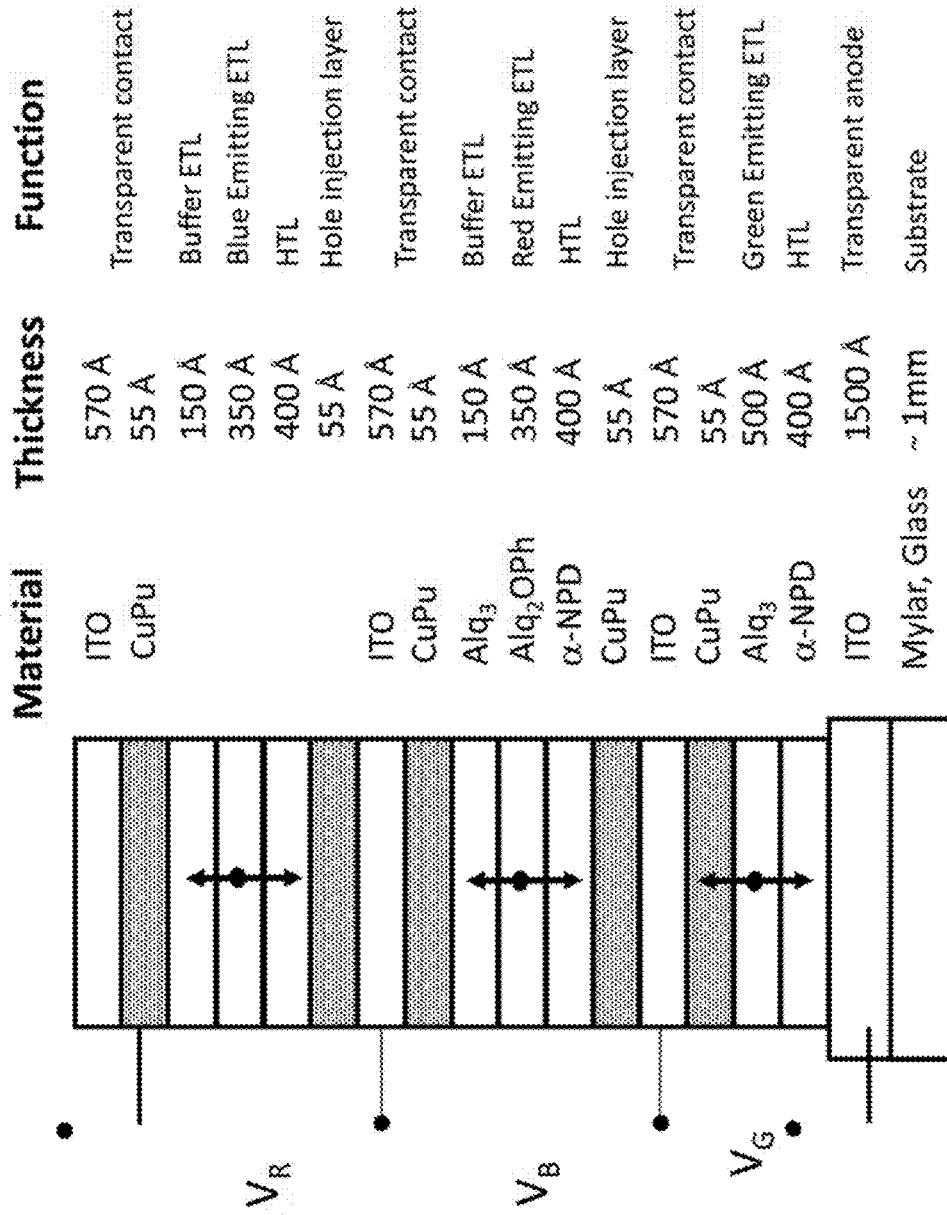 Material Thickness Function
ITO 570 Å
Transparent contact
CuPu 55 Å
150 Å Buffer ETL
350 Å Blue Emitting ETL
400 Å HTL
V_R
55 Å Hole injection layer
ITO 570 Å
Transparent contact
CuPu 55 Å
Alq₃ 150 Å Buffer ETL
Alq₂OPh 350 Å Red Emitting ETL
V_B
α-NPD 400 Å HTL
CuPu 55 Å Hole injection layer
ITO 570 Å
Transparent contact
CuPu 55 Å
Alq₃ 500 Å Green Emitting ETL
V_G
α-NPD 400 Å HTL
ITO 1500 Å Transparent anode
Mylar, Glass ~ 1mm Substrate